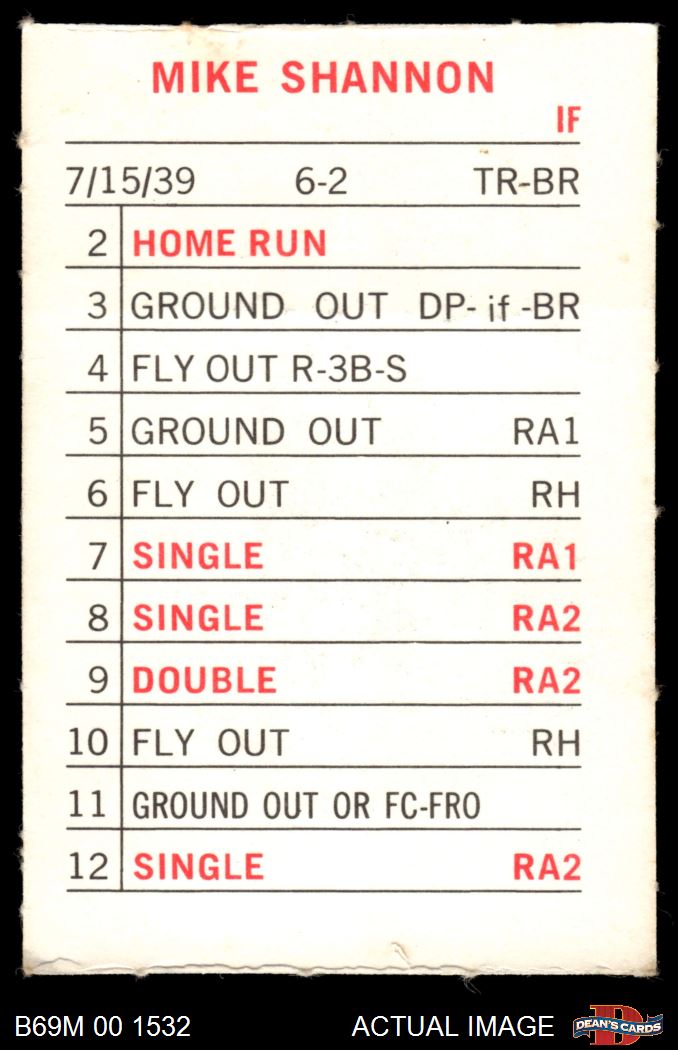 MIKE SHANNON
IF
7/15/39 6-2 TR-BR
2 HOME RUN
3 GROUND OUT DP- if -BR
4 FLY OUT R-3B-S
5 GROUND OUT RA1
6 FLY OUT RH
7 SINGLE RA1
8 SINGLE RA2
9 DOUBLE RA2
10 FLY OUT RH
11 GROUND OUT OR FC-FRO
12 SINGLE RA2
B69M 00 1532 ACTUAL IMAGE DEAN'S CARDS